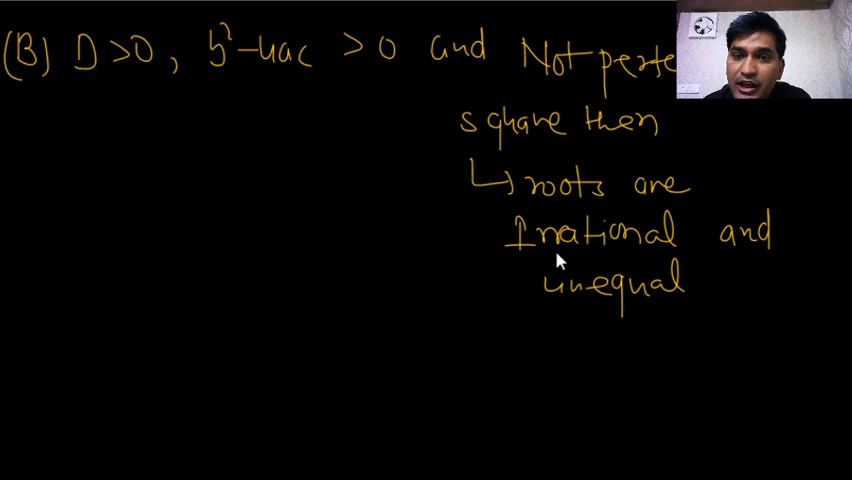 (B) D>0, b²-4ac >0 and Not perfe
square then
↳ roots are
Irrational and
unequal